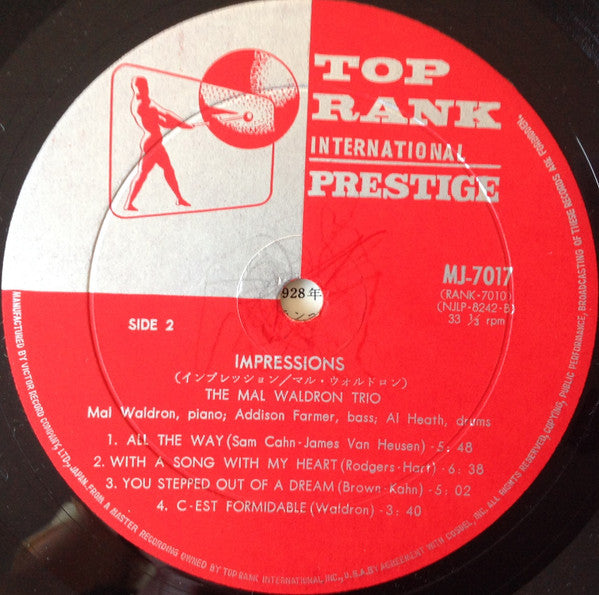 TOP
RANK
INTERNATIONAL
PRESTIGE
MJ-7017
(RANK-7010)
(NJLP-8242-B)
33 ⅓ rpm
928年
SIDE 2
IMPRESSIONS
(インプレッション/マル・ウォルドロン)
THE MAL WALDRON TRIO
Mal Waldron, piano; Addison Farmer, bass; Al Heath, drums
1. ALL THE WAY (Sam Cahn-James Van Heusen)-5:48
2. WITH A SONG WITH MY HEART (Rodgers-Hart)-6:38
3. YOU STEPPED OUT OF A DREAM (Brown-Kahn)-5:02
4. C-EST FORMIDABLE (Waldron)-3:40
MANUFACTURED BY VICTOR RECORD COMPANY, LTD., JAPAN. FROM A MASTER RECORDING OWNED BY TOP RANK INTERNATIONAL INC., U.S.A. BY AGREEMENT WITH COSDEL, INC. ALL RIGHTS RESERVED, COPYING, PUBLIC PERFORMANCE, BROADCASTING OF THESE RECORDS ARE FORBIDDEN.